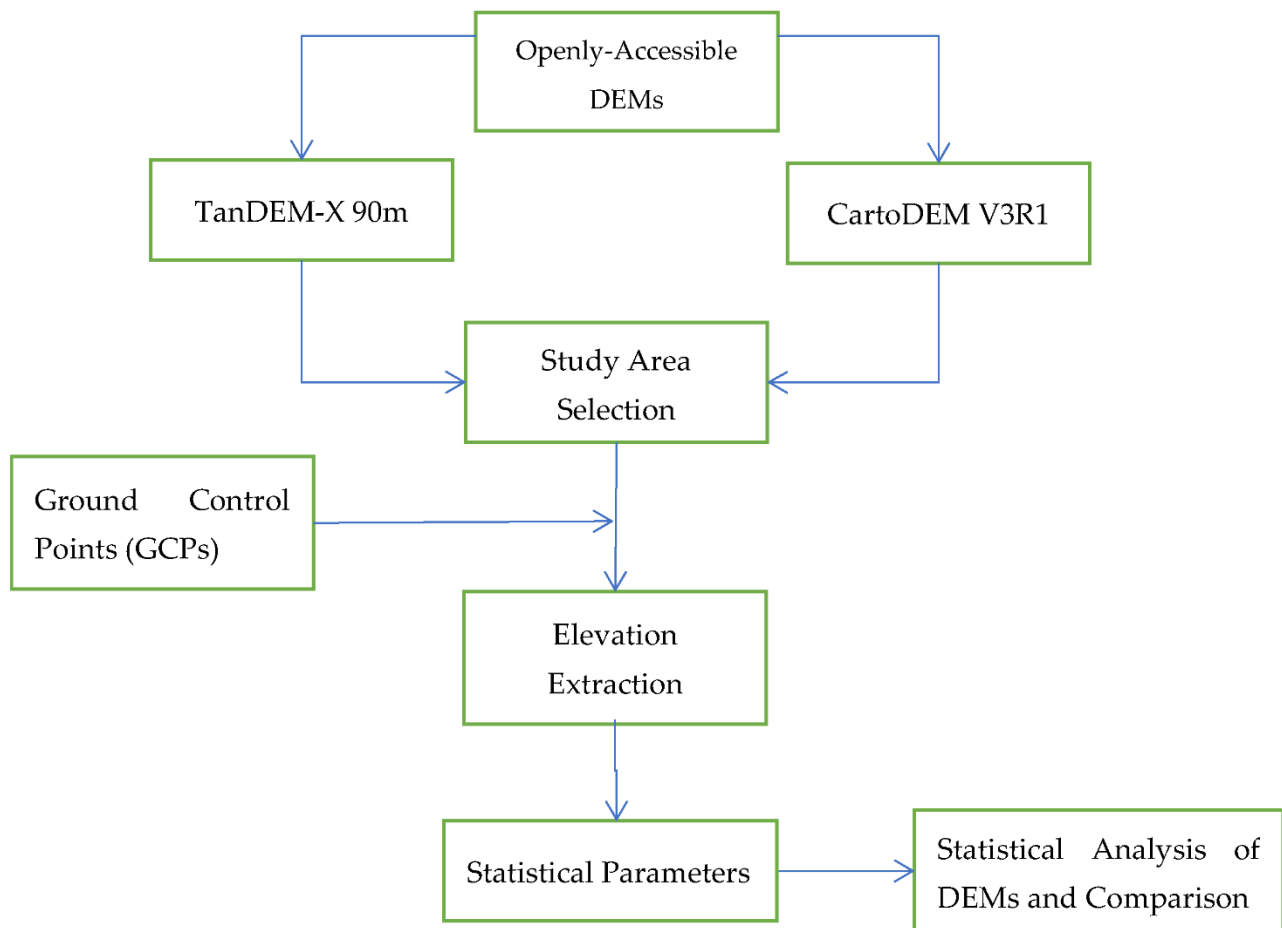 Openly-Accessible
DEMs
TanDEM-X 90m
CartoDEM V3R1
Study Area
Selection
Ground Control
Points (GCPs)
Elevation
Extraction
Statistical Parameters
Statistical Analysis of
DEMs and Comparison